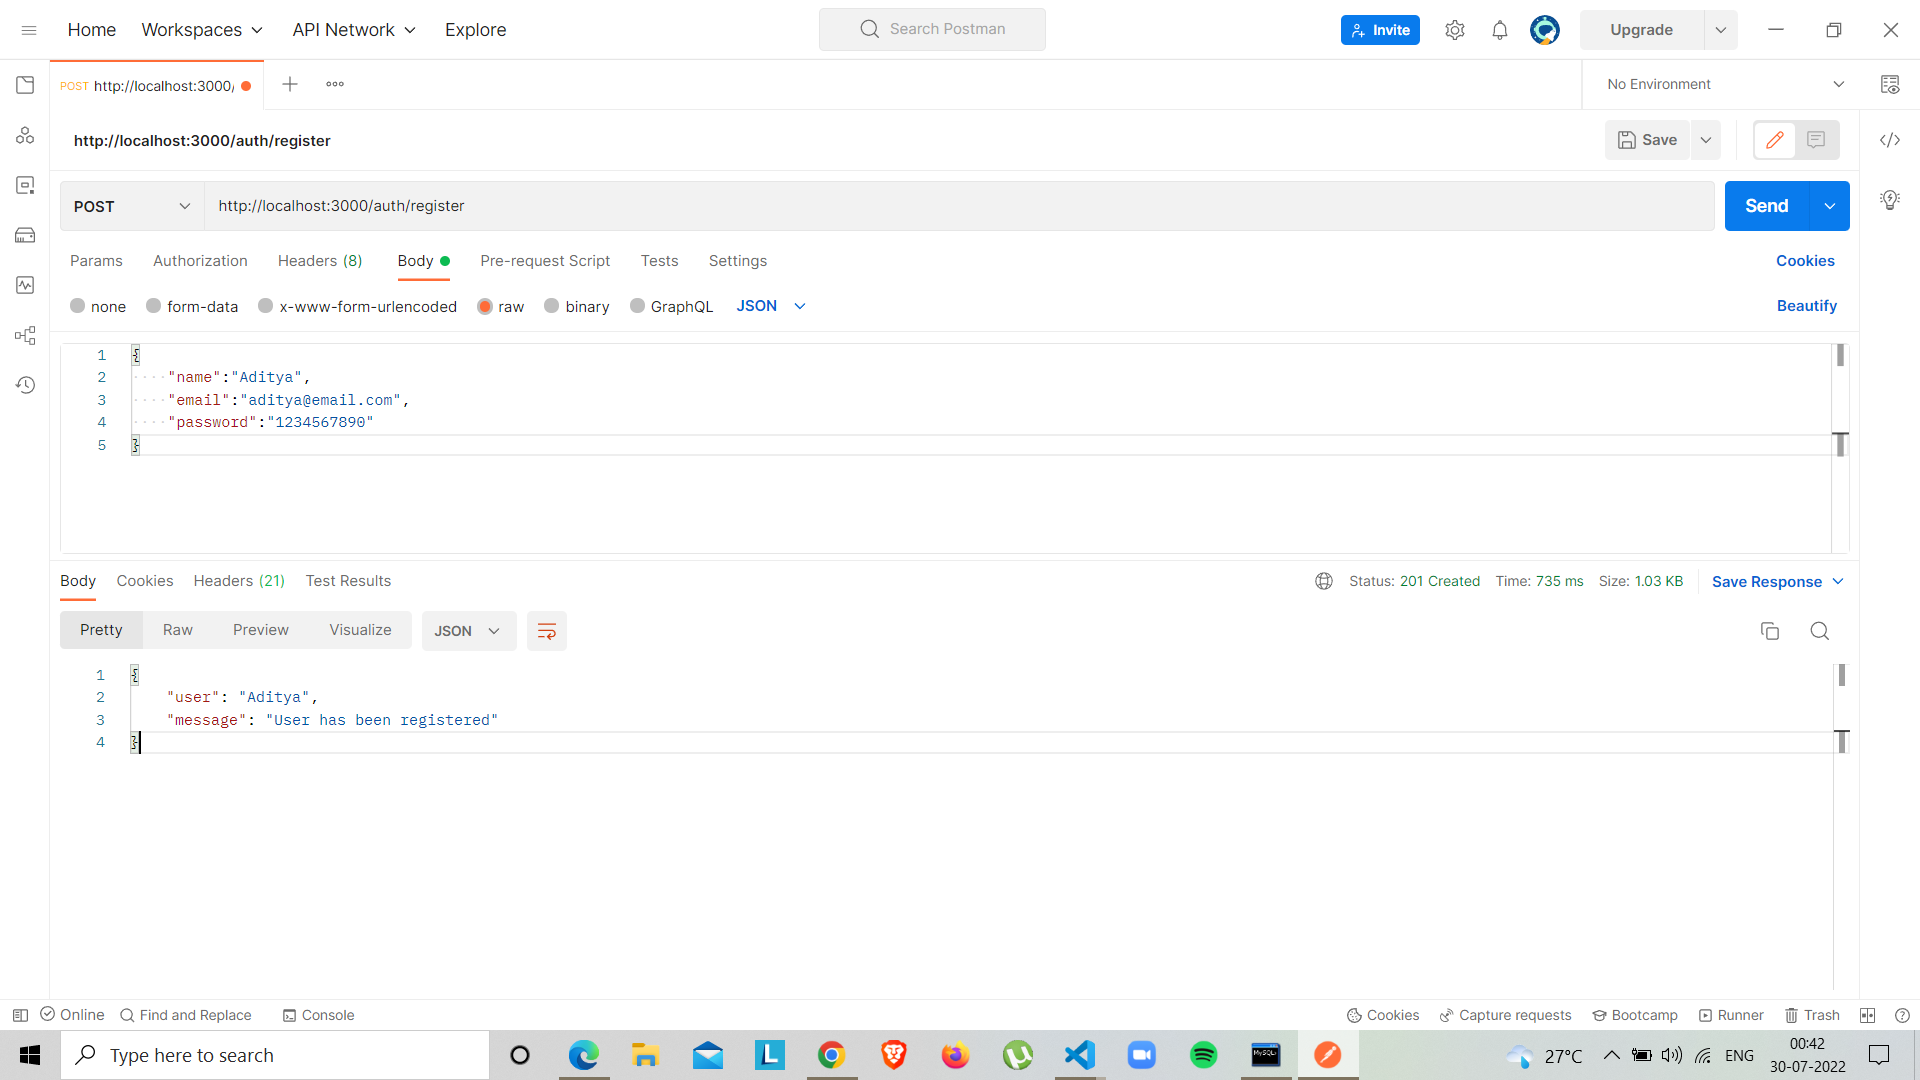 Home Workspaces API Network Explore Search Postman Invite Upgrade
POST http://localhost:3000/ No Environment
http://localhost:3000/auth/register Save
POST http://localhost:3000/auth/register Send
Params Authorization Headers (8) Body Pre-request Script Tests Settings Cookies
none form-data x-www-form-urlencoded raw binary GraphQL JSON Beautify
1 {
2 "name":"Aditya",
3 "email":"aditya@email.com",
4 "password":"1234567890"
5 }
Body Cookies Headers (21) Test Results Status: 201 Created Time: 735 ms Size: 1.03 KB Save Response
Pretty Raw Preview Visualize JSON
1 {
2 "user": "Aditya",
3 "message": "User has been registered"
4 }
Online Find and Replace Console Cookies Capture requests Bootcamp Runner Trash
Type here to search L MySQL 27°C ENG 00:42
30-07-2022